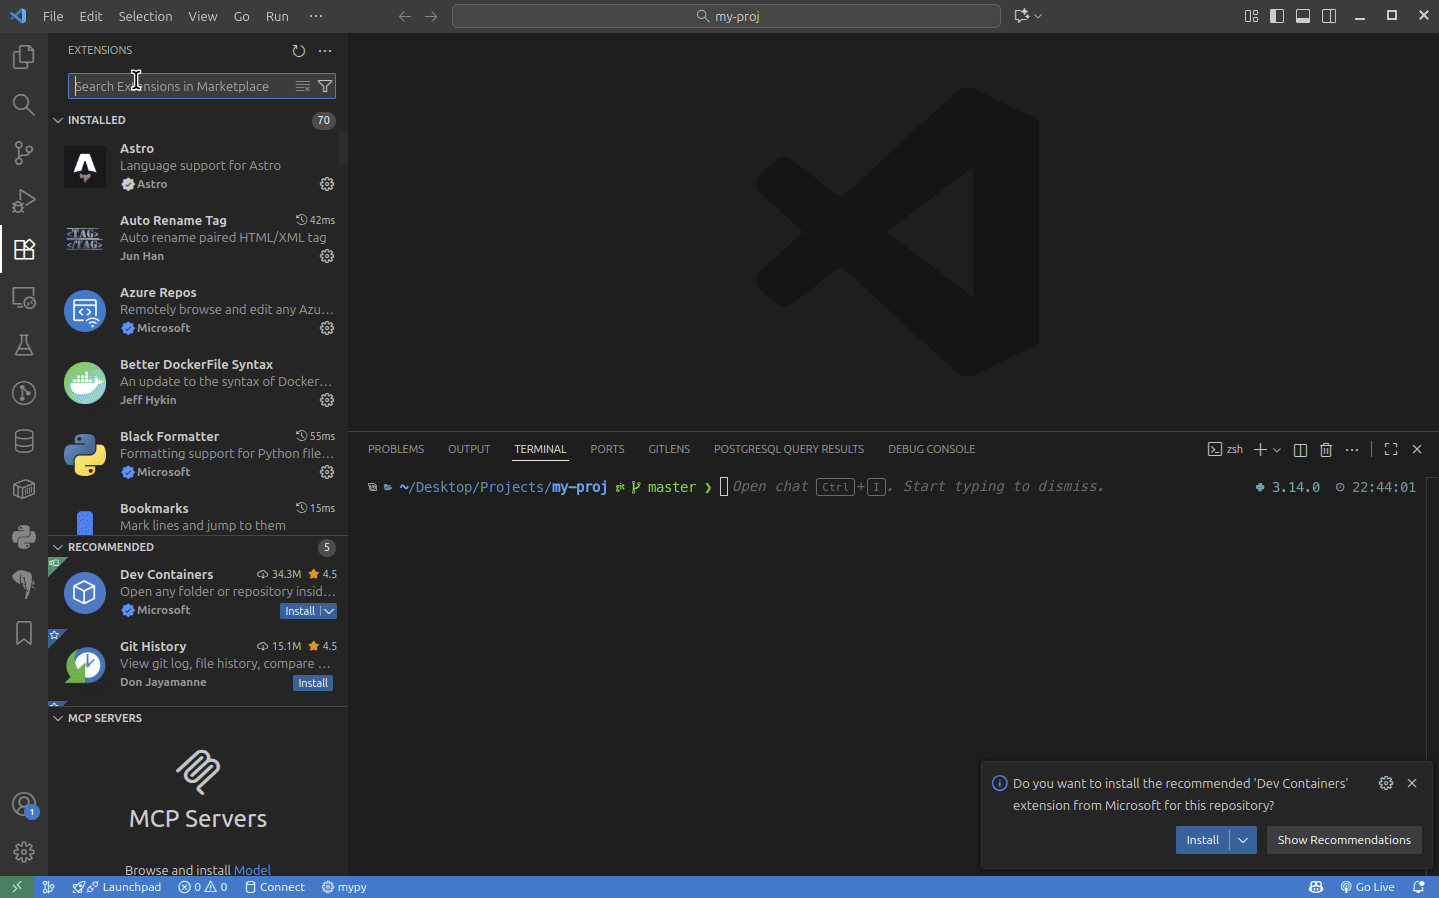 File Edit Selection View Go Run ···
my-proj
EXTENSIONS
Search Extensions in Marketplace
INSTALLED 70
Astro
Language support for Astro
Astro
Auto Rename Tag 42ms
Auto rename paired HTML/XML tag
Jun Han
Azure Repos
Remotely browse and edit any Azu...
Microsoft
Better DockerFile Syntax
An update to the syntax of Docker...
Jeff Hykin
Black Formatter 55ms
Formatting support for Python file...
Microsoft
Bookmarks 15ms
Mark lines and jump to them
RECOMMENDED 5
Dev Containers 34.3M 4.5
Open any folder or repository insid...
Microsoft Install
Git History 15.1M 4.5
View git log, file history, compare ...
Don Jayamanne Install
MCP SERVERS
MCP Servers
Browse and install Model
PROBLEMS OUTPUT TERMINAL PORTS GITLENS POSTGRESQL QUERY RESULTS DEBUG CONSOLE zsh
~/Desktop/Projects/my-proj git master ❯ Open chat Ctrl+I. Start typing to dismiss. 3.14.0 22:44:01
Do you want to install the recommended 'Dev Containers'
extension from Microsoft for this repository?
Install Show Recommendations
1
Launchpad 0 0 Connect mypy Go Live